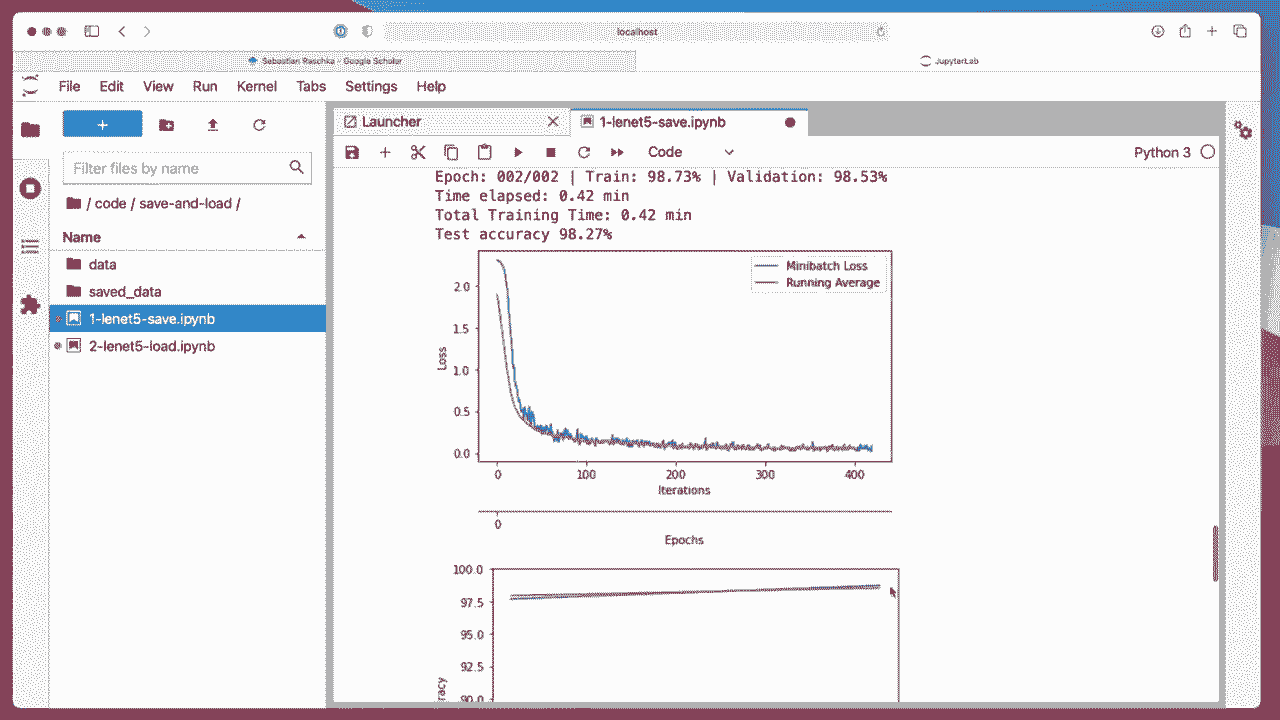 localhost
Sebastian Raschka - Google Scholar
JupyterLab
File Edit View Run Kernel Tabs Settings Help
+
Filter files by name
/ code / save-and-load /
Name
data
saved_data
1-lenet5-save.ipynb
2-lenet5-load.ipynb
Launcher
1-lenet5-save.ipynb
Code
Python 3
Epoch: 002/002 | Train: 98.73% | Validation: 98.53%
Time elapsed: 0.42 min
Total Training Time: 0.42 min
Test accuracy 98.27%
Minibatch Loss
Running Average
2.0
1.5
1.0
0.5
0.0
Loss
0 100 200 300 400
Iterations
0
Epochs
100.0
97.5
95.0
92.5
90.0
racy